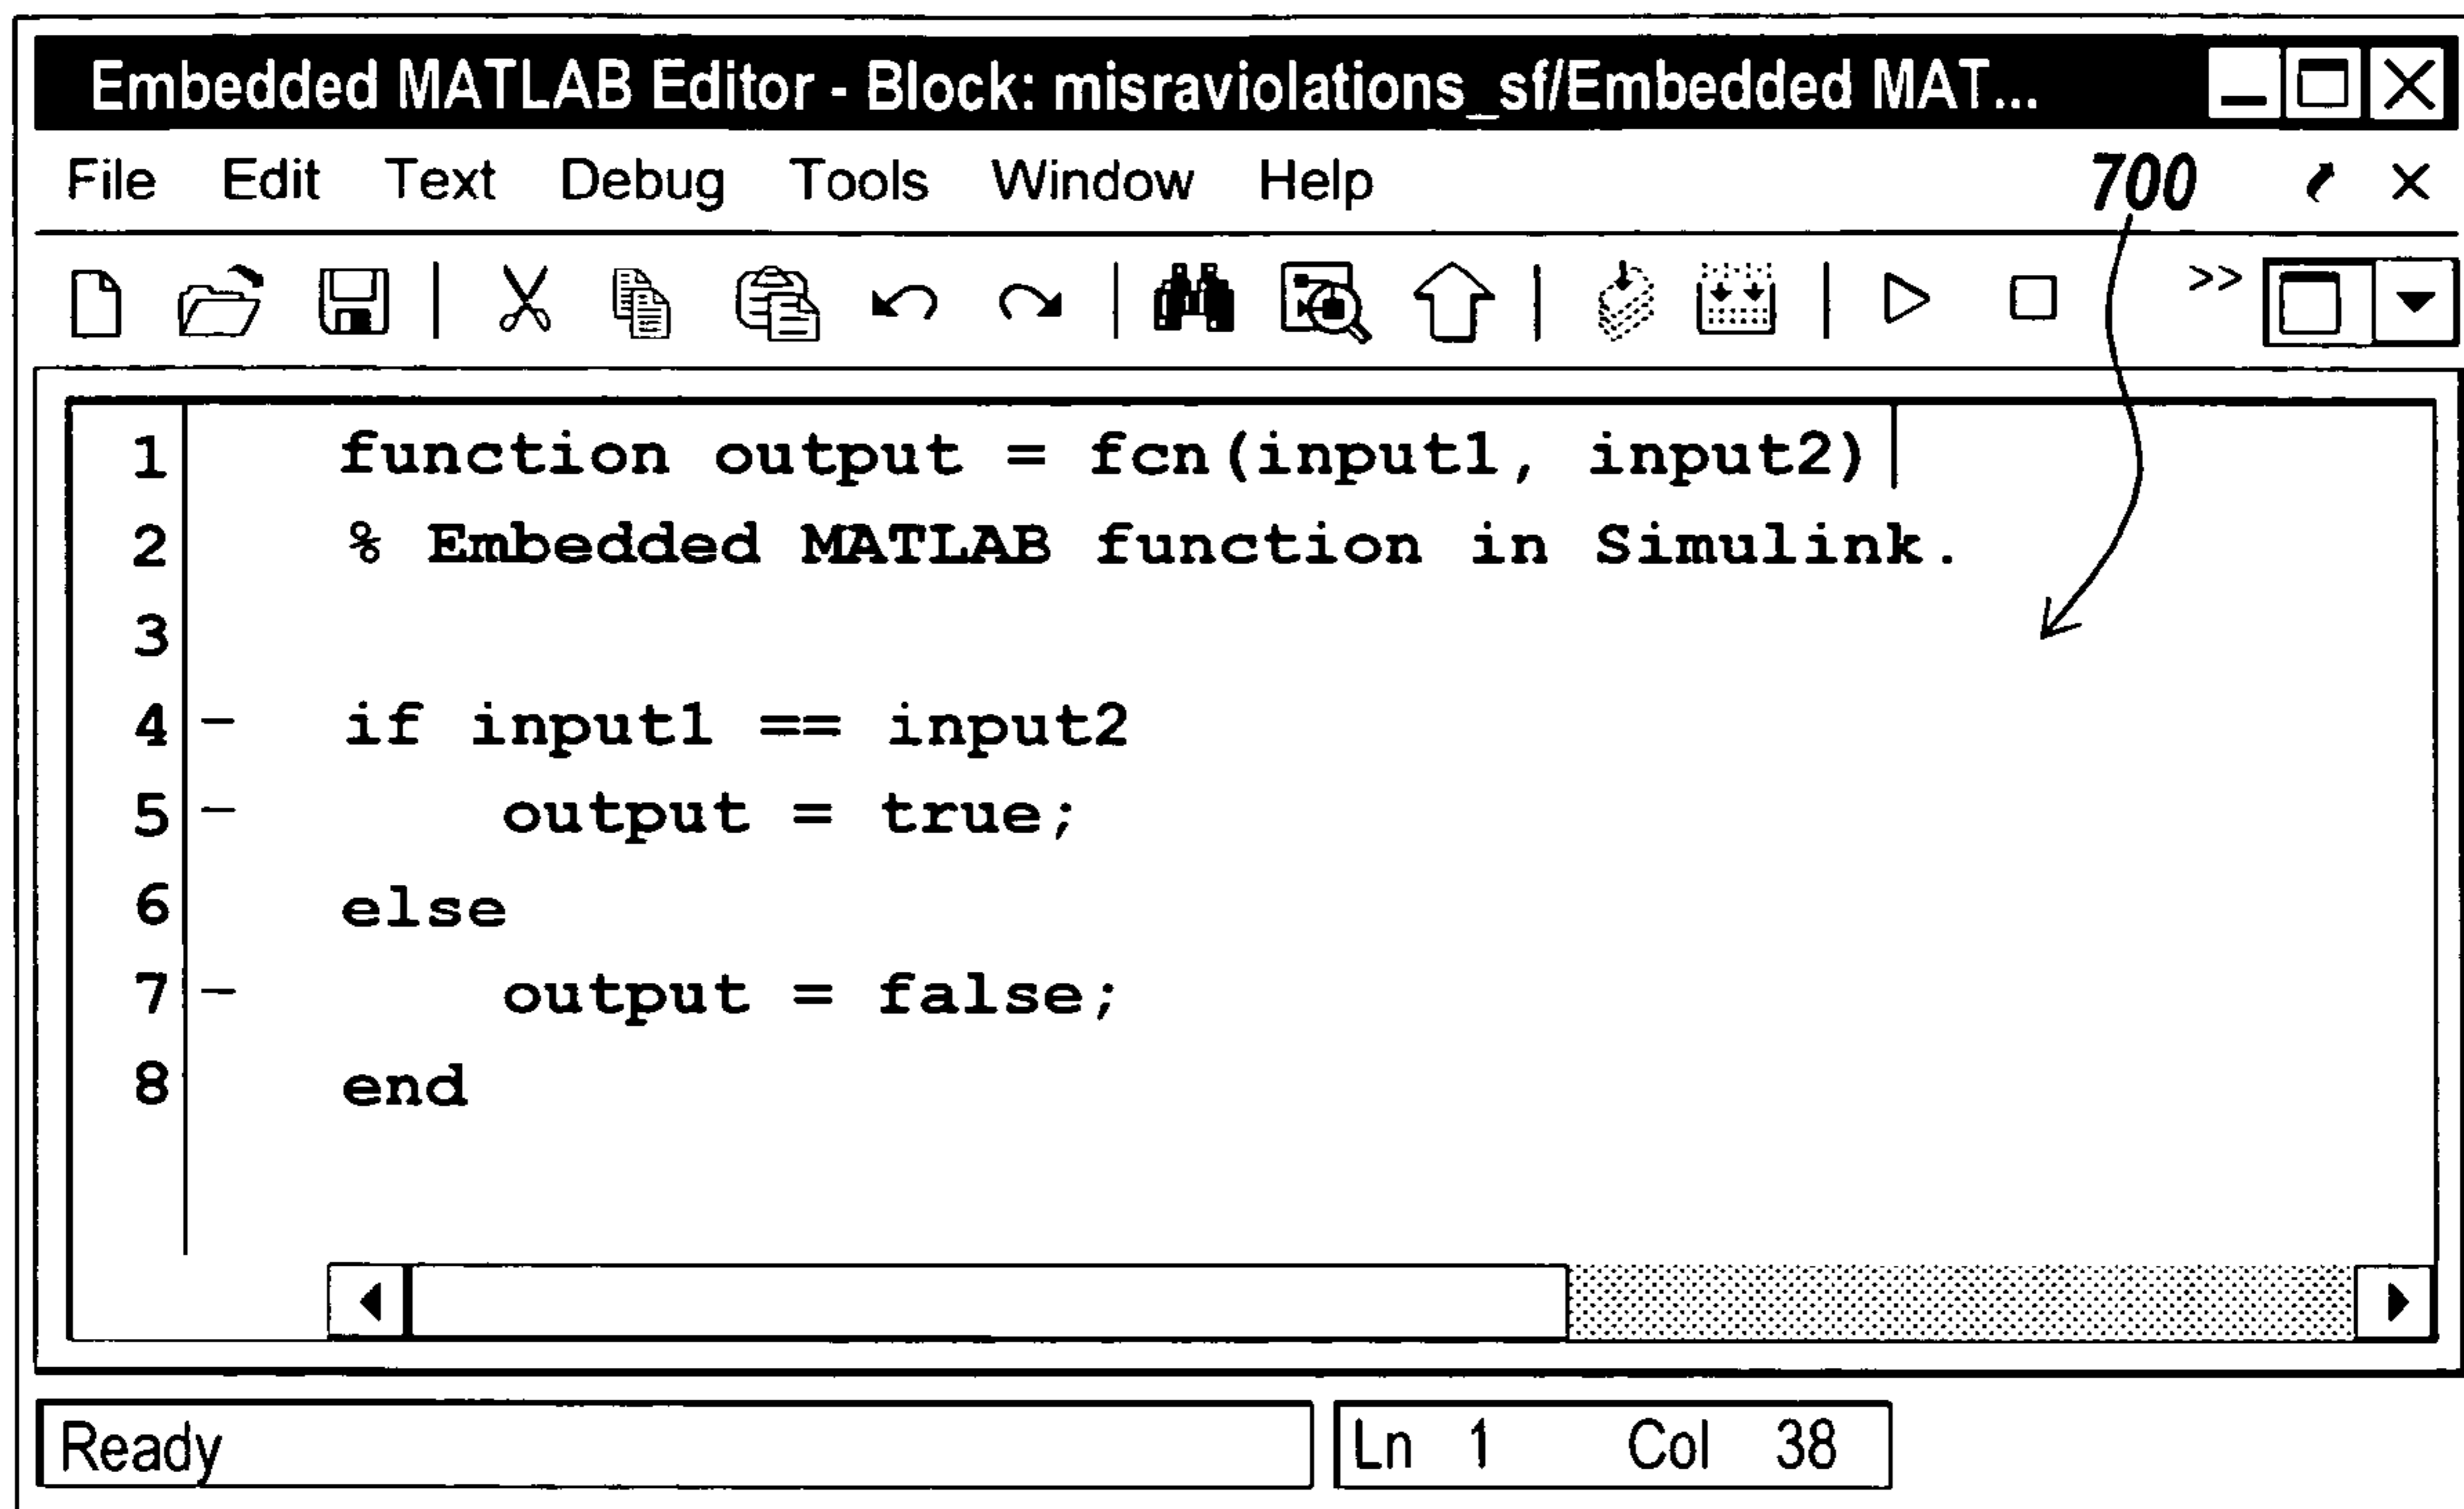 Embedded MATLAB Editor - Block: misraviolations_sf/Embedded MAT...
File Edit Text Debug Tools Window Help 700
>>
1 function output = fcn(input1, input2)
2 % Embedded MATLAB function in Simulink.
3
4 - if input1 == input2
5 - output = true;
6 else
7 - output = false;
8 end
Ready Ln 1 Col 38